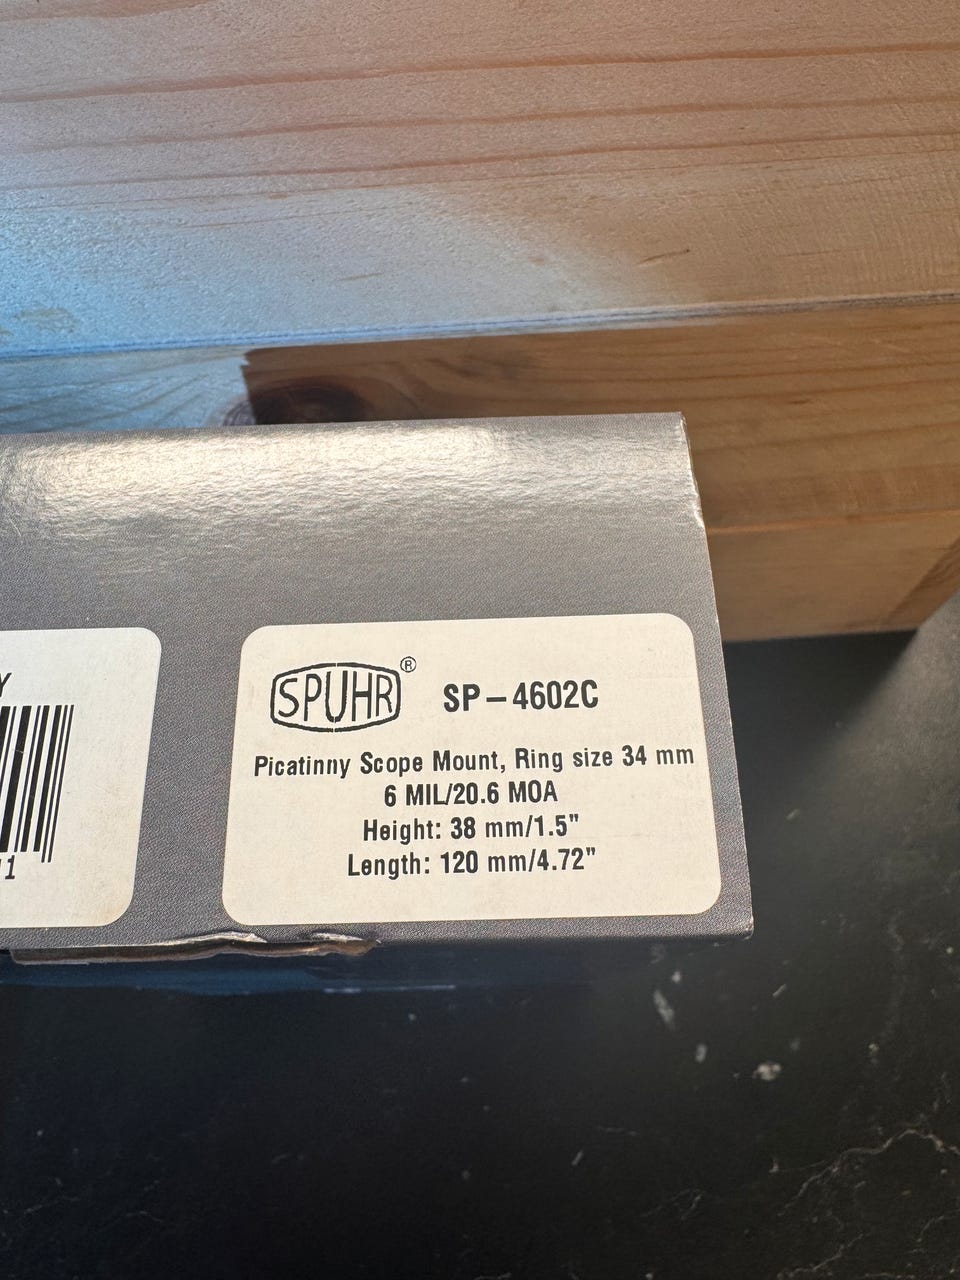 Y
1
SPUHR® SP-4602C
Picatinny Scope Mount, Ring size 34 mm
6 MIL/20.6 MOA
Height: 38 mm/1.5"
Length: 120 mm/4.72"